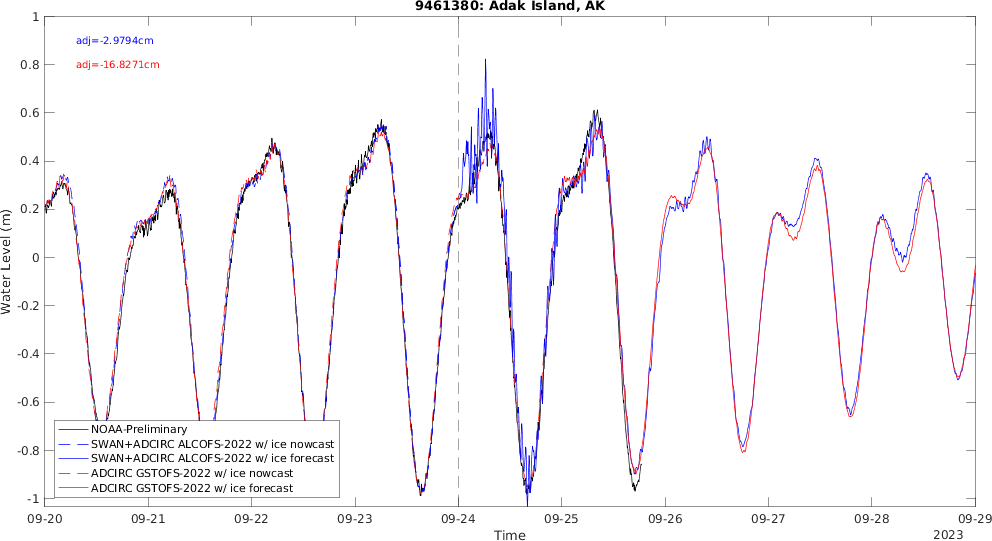 9461380: Adak Island, AK
adj=-2.9794cm
adj=-16.8271cm
Water Level (m)
1
0.8
0.6
0.4
0.2
0
-0.2
-0.4
-0.6
-0.8
-1
NOAA-Preliminary
SWAN+ADCIRC ALCOFS-2022 w/ ice nowcast
SWAN+ADCIRC ALCOFS-2022 w/ ice forecast
ADCIRC GSTOFS-2022 w/ ice nowcast
ADCIRC GSTOFS-2022 w/ ice forecast
09-20 09-21 09-22 09-23 09-24 09-25 09-26 09-27 09-28 09-29
Time
2023